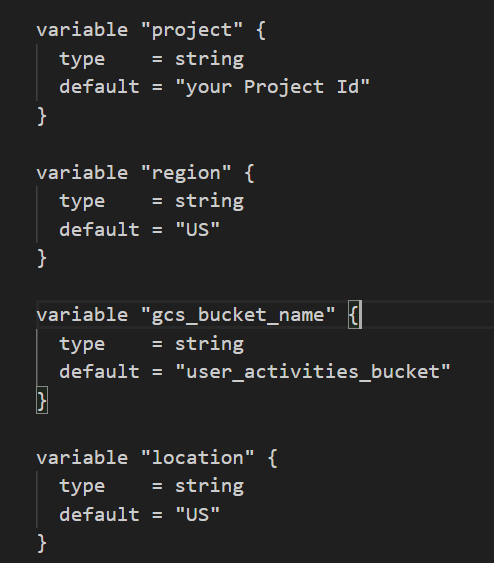 variable "project" {
  type    = string
  default = "your Project Id"
}

variable "region" {
  type    = string
  default = "US"
}

variable "gcs_bucket_name" {
  type    = string
  default = "user_activities_bucket"
}

variable "location" {
  type    = string
  default = "US"
}